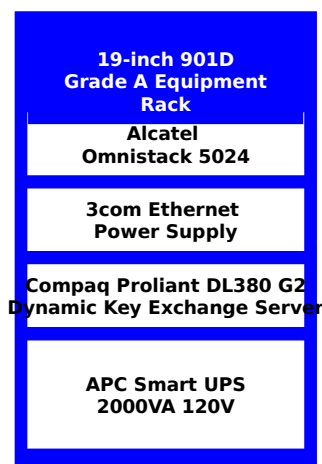 19-inch 901D
Grade A Equipment
Rack
Alcatel
Omnistack 5024
3com Ethernet
Power Supply
Compaq Proliant DL380 G2
Dynamic Key Exchange Server
APC Smart UPS
2000VA 120V